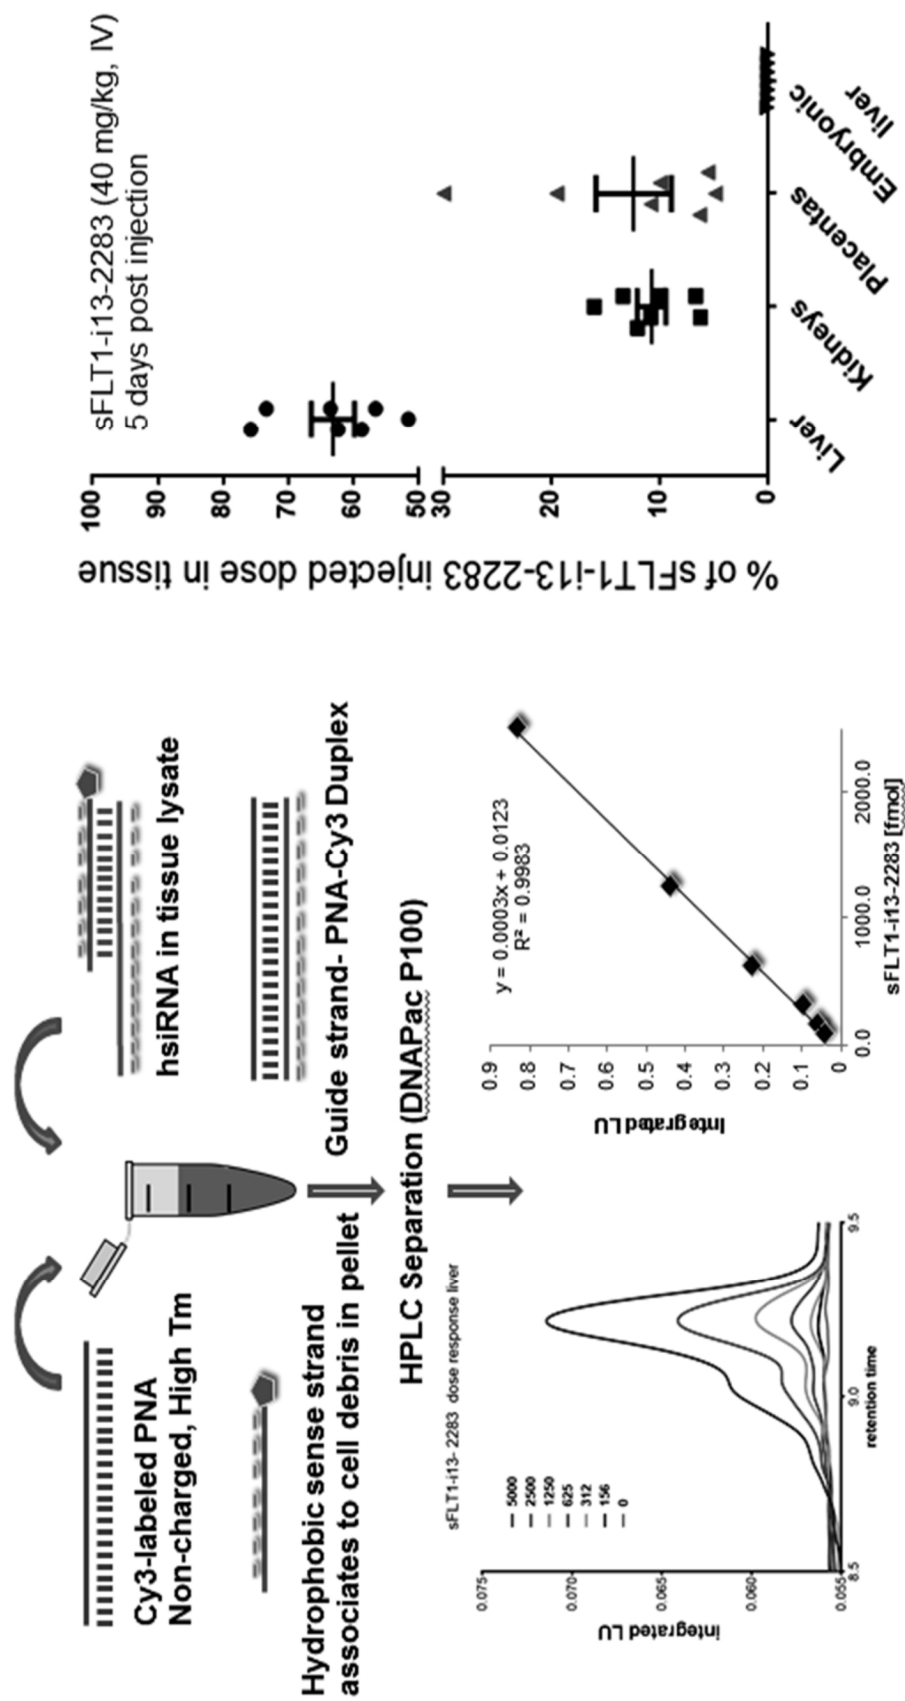 Cy3-labeled PNA
Non-charged, High Tm
hsiRNA in tissue lysate
Hydrophobic sense strand
associates to cell debris in pellet
Guide strand- PNA-Cy3 Duplex
HPLC Separation (DNAPac P100)
sFLT1-i13- 2283 dose response liver
integrated LU
0.075
0.070
0.065
0.060
0.055
5000
2500
1250
625
312
156
0
8.5
9.0
9.5
retention time
Integrated LU
0.9
0.8
0.7
0.6
0.5
0.4
0.3
0.2
0.1
0
y = 0.0003x + 0.0123
R² = 0.9983
0.0
1000.0
2000.0
sFLT1-i13-2283 [fmol]
% of sFLT1-i13-2283 injected dose in tissue
100
90
80
70
60
50
30
20
10
0
sFLT1-i13-2283 (40 mg/kg, IV)
5 days post injection
Liver
Kidneys
Placentas
Embryonic
liver